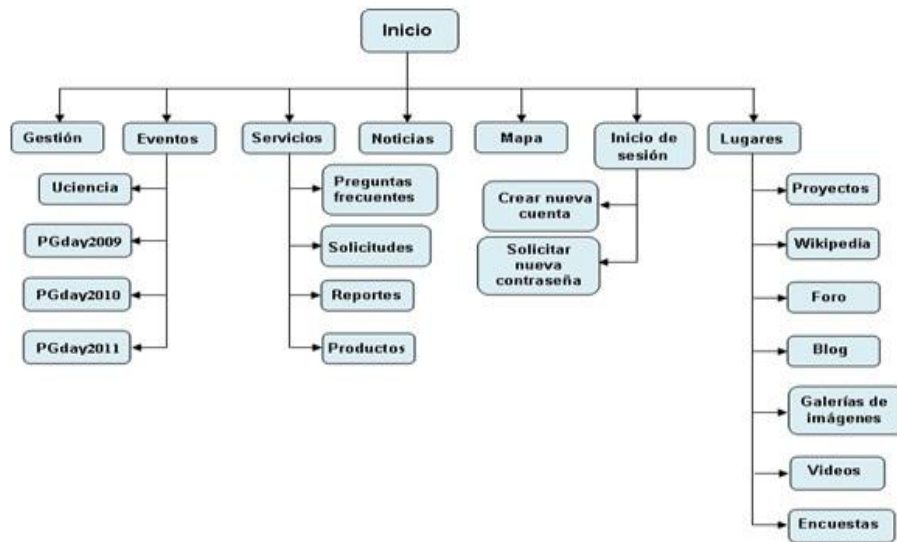 Inicio
Gestión
Eventos
Servicios
Noticias
Mapa
Inicio de
sesión
Lugares
Uciencia
PGday2009
PGday2010
PGday2011
Preguntas
frecuentes
Solicitudes
Reportes
Productos
Crear nueva
cuenta
Solicitar
nueva
contraseña
Proyectos
Wikipedia
Foro
Blog
Galerías de
imágenes
Videos
Encuestas